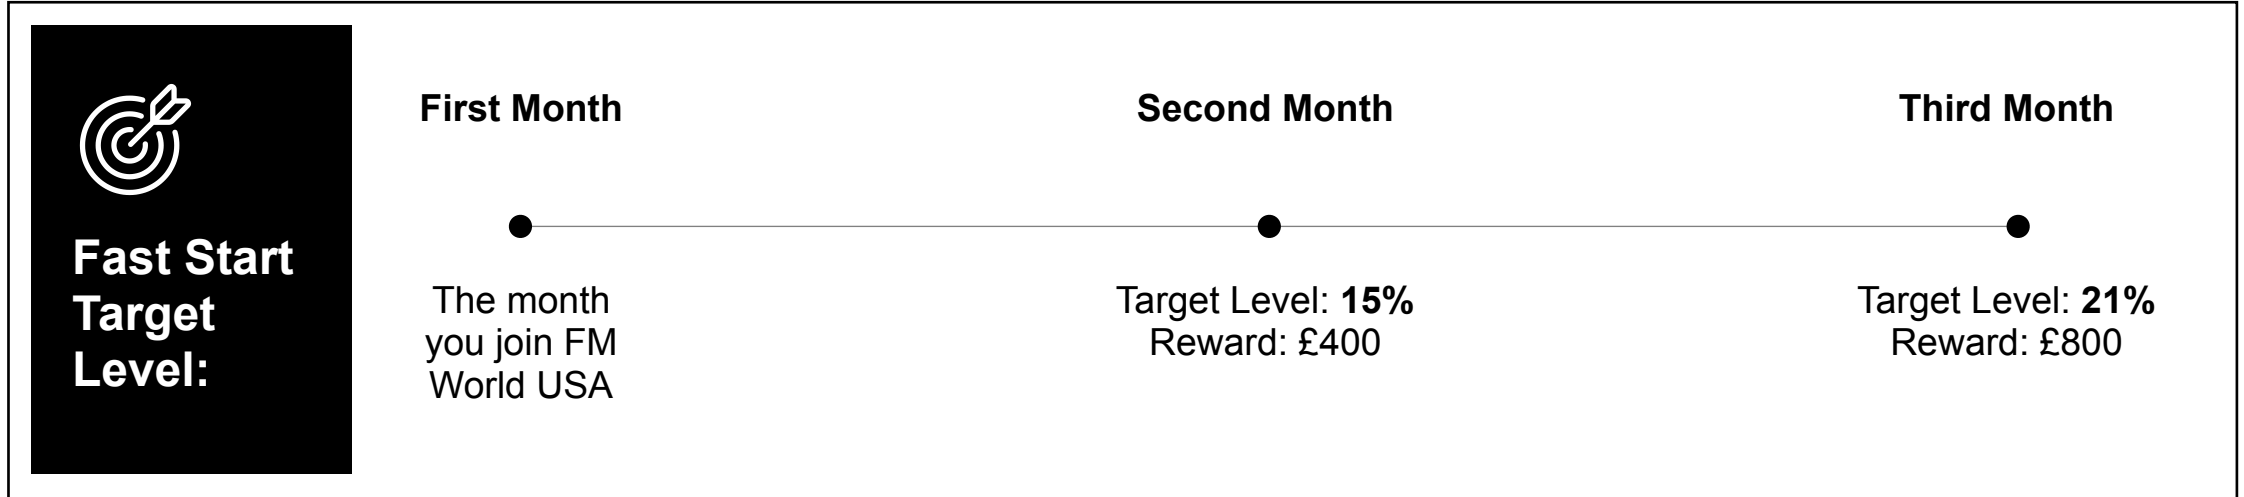 Fast Start
Target
Level:
First Month
The month
you join FM
World USA
Second Month
Target Level: 15%
Reward: £400
Third Month
Target Level: 21%
Reward: £800